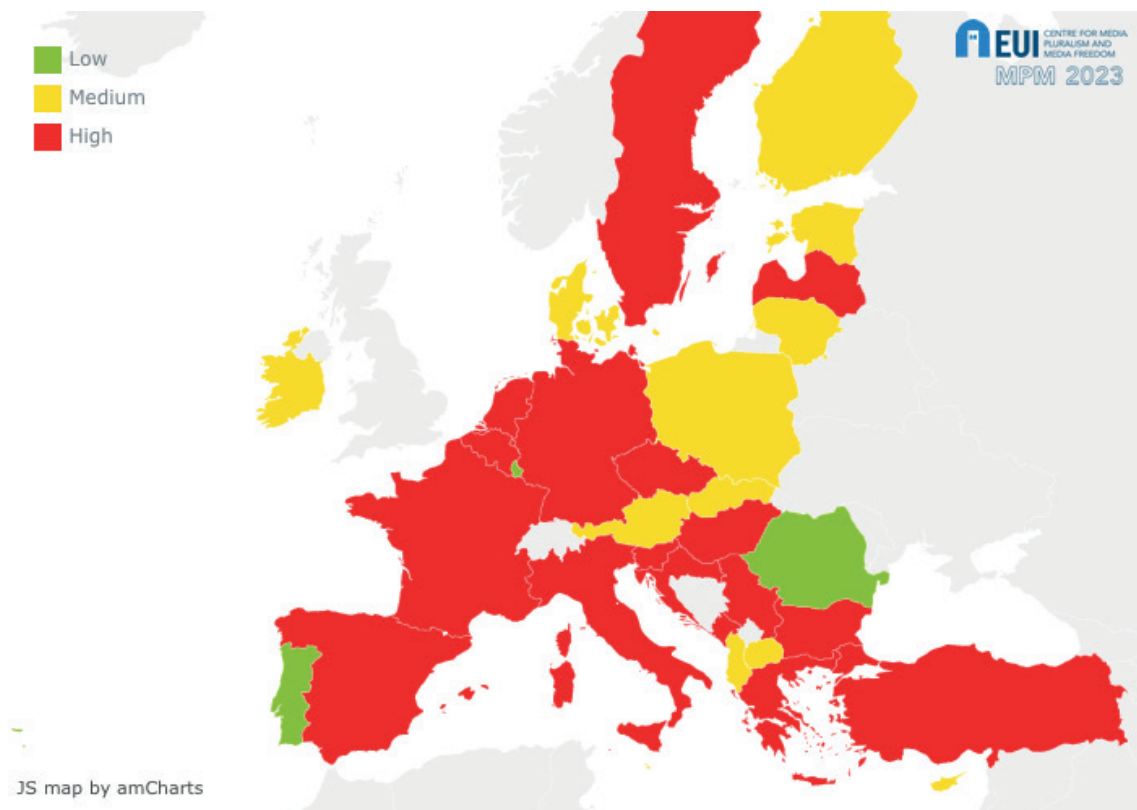 Low
Medium
High
EUI
CENTRE FOR MEDIA
PLURALISM AND
MEDIA FREEDOM
MPM 2023
JS map by amCharts